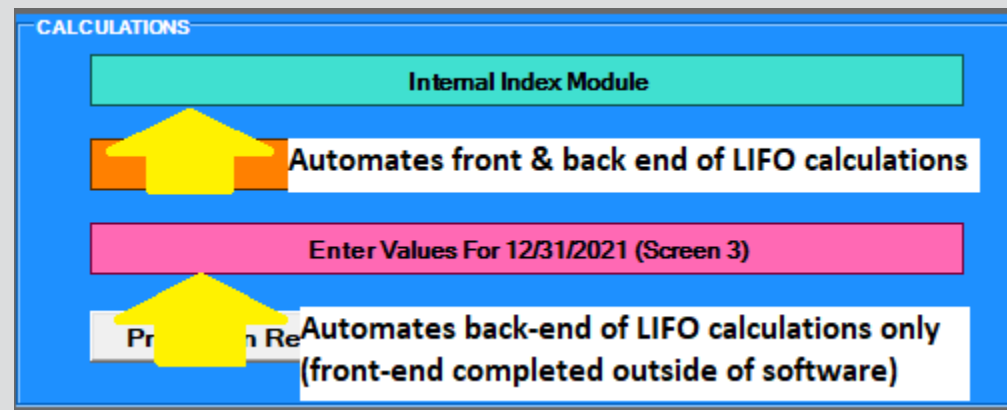 CALCULATIONS
Internal Index Module
Automates front & back end of LIFO calculations
Enter Values For 12/31/2021 (Screen 3)
Automates back-end of LIFO calculations only
(front-end completed outside of software)